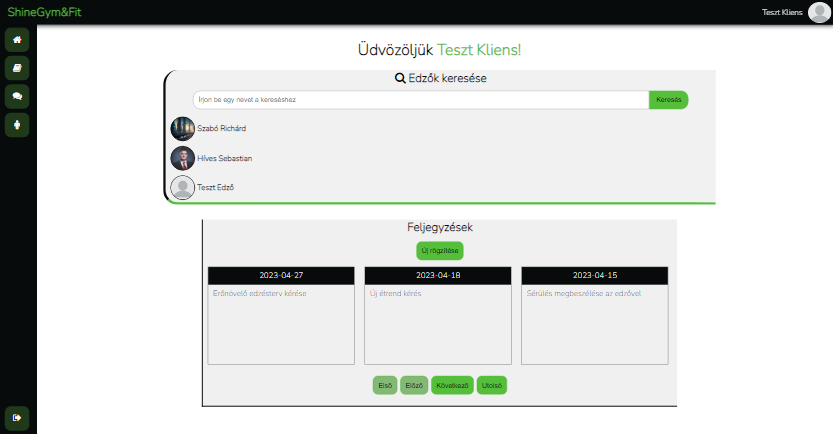 ShineGym&Fit
Teszt Kliens
Üdvözöljük Teszt Kliens!
Edzők keresése
Írjon be egy nevet a kereséshez
Keresés
Szabó Richárd
Híves Sebastian
Teszt Edző
Feljegyzések
Új rögzítése
2023-04-27
Erőnövelő edzésterv kérése
2023-04-18
Új étrend kérés
2023-04-15
Sérülés megbeszélése az edzővel
Első
Előző
Következő
Utolsó